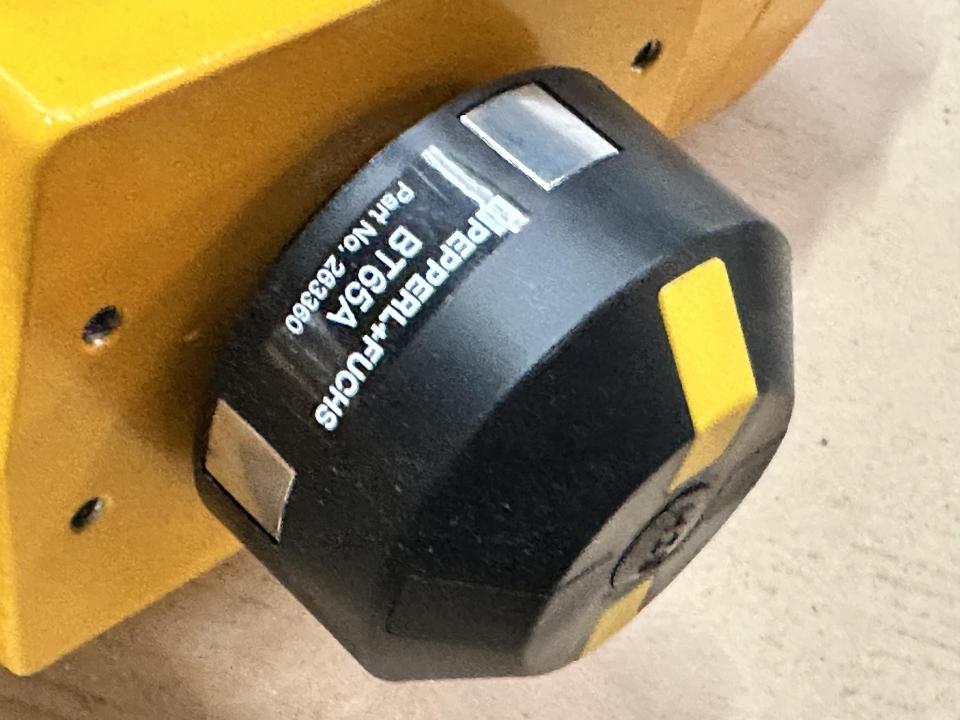 PEPPERL+FUCHS
BT65A
Part No. 263360